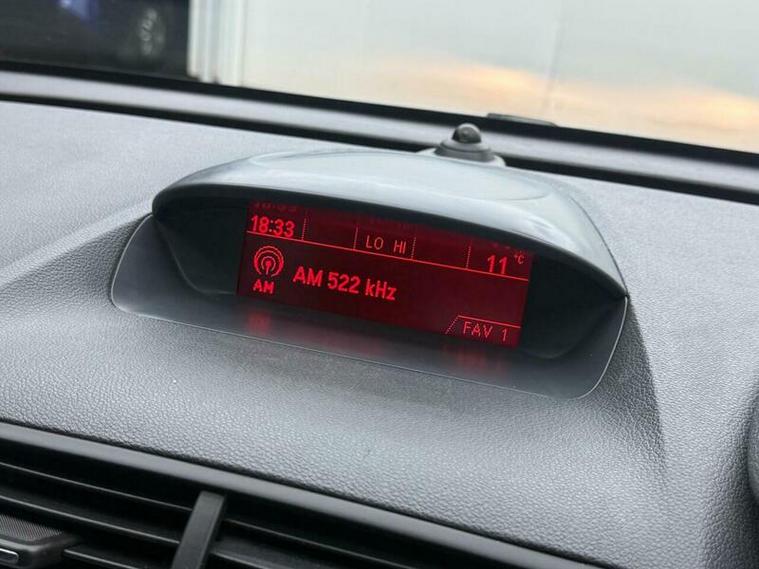 18:33
LO HI
11 °C
AM
AM 522 kHz
FAV 1